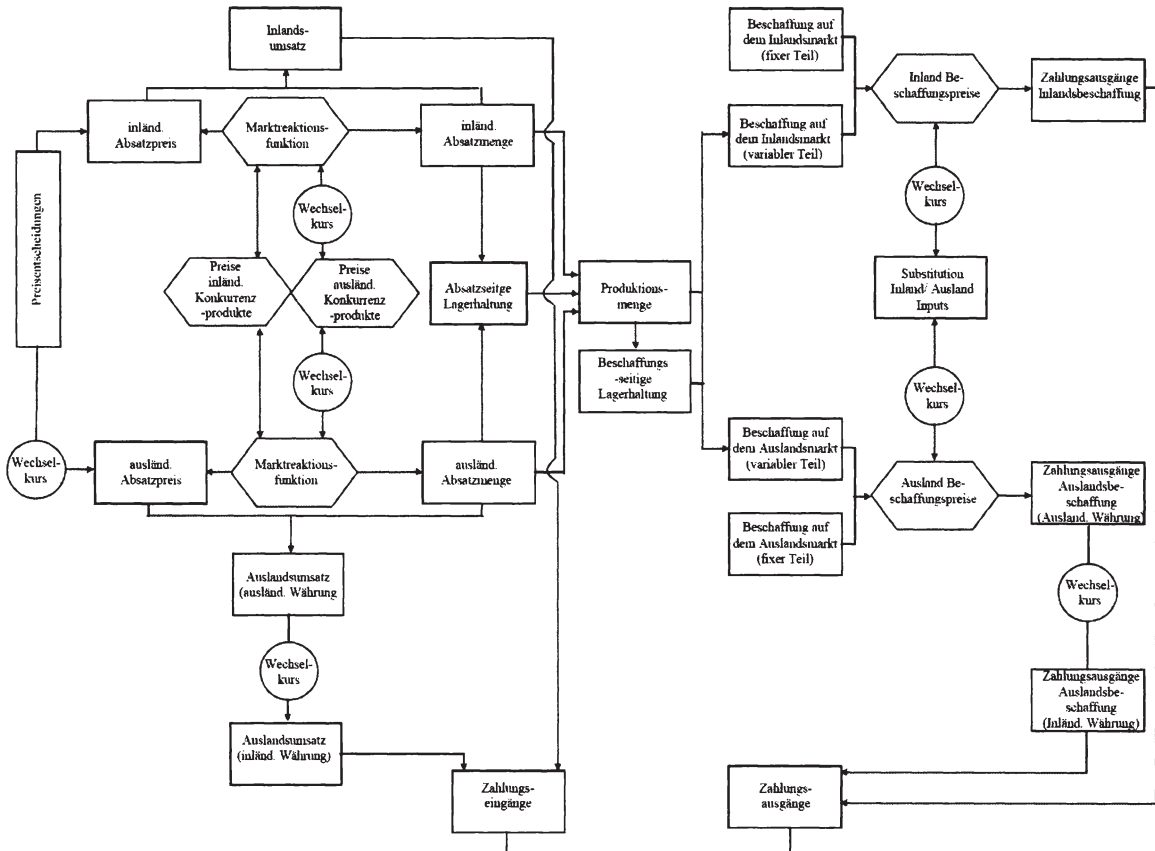 Inlands-
umsatz
inländ.
Absatzpreis
Marktreaktions-
funktion
inländ.
Absatzmenge
Preisentscheidungen
Wechsel-
kurs
Preise
inländ.
Konkurrenz
-produkte
Preise
ausländ.
Konkurrenz
-produkte
Absatzseitge
Lagerhaltung
Wechsel-
kurs
Wechsel-
kurs
ausländ.
Absatzpreis
Marktreaktions-
funktion
ausländ.
Absatzmenge
Auslandsumsatz
(ausländ. Währung
Wechsel-
kurs
Auslandsumsatz
(inländ. Währung)
Zahlungs-
eingänge
Produktions-
menge
Beschaffungs
-seitige
Lagerhaltung
Beschaffung auf
dem Inlandsmarkt
(fixer Teil)
Beschaffung auf
dem Inlandsmarkt
(variabler Teil)
Inland Be-
schaffungspreise
Zahlungsausgänge
Inlandsbeschaffung
Wechsel-
kurs
Substitution
Inland/ Ausland
Inputs
Wechsel-
kurs
Beschaffung auf
dem Auslandsmarkt
(variabler Teil)
Beschaffung auf
dem Auslandsmarkt
(fixer Teil)
Ausland Be-
schaffungspreise
Zahlungsausgänge
Auslandsbe-
schaffung
(Ausland. Währung)
Wechsel-
kurs
Zahlungsausgänge
Auslandsbe-
schaffung
(Inländ. Währung)
Zahlungs-
ausgänge